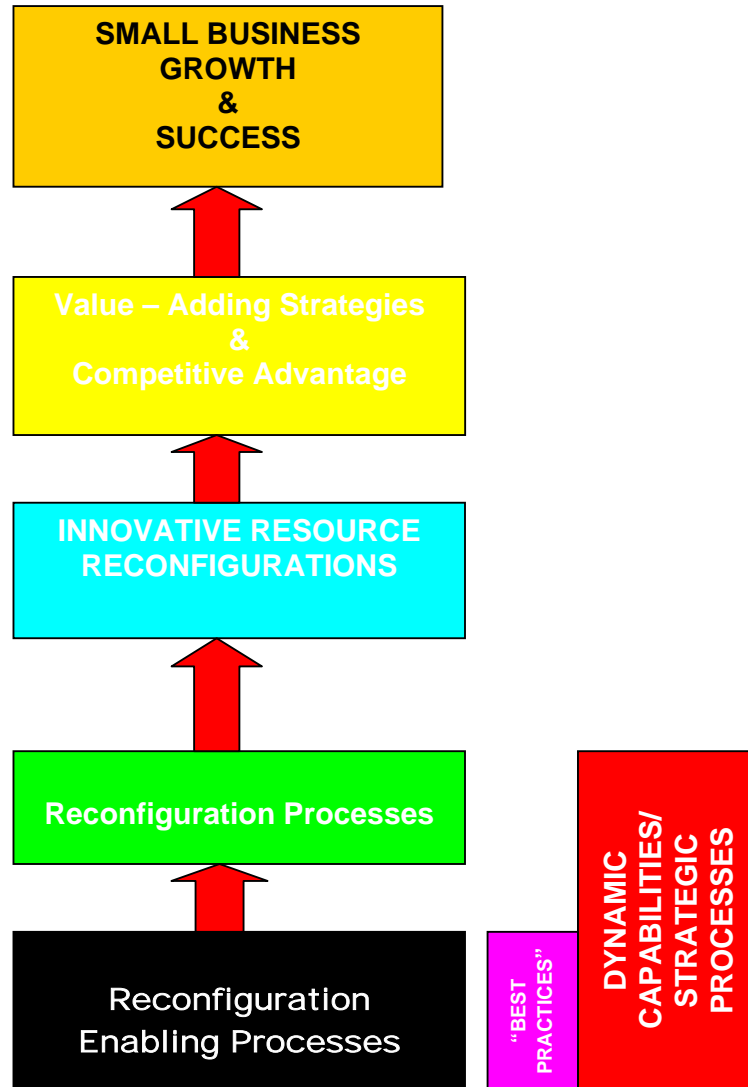 SMALL BUSINESS
GROWTH
&
SUCCESS
Value – Adding Strategies
&
Competitive Advantage
INNOVATIVE RESOURCE
RECONFIGURATIONS
Reconfiguration Processes
Reconfiguration
Enabling Processes
“BEST
PRACTICES”
DYNAMIC
CAPABILITIES/
STRATEGIC
PROCESSES